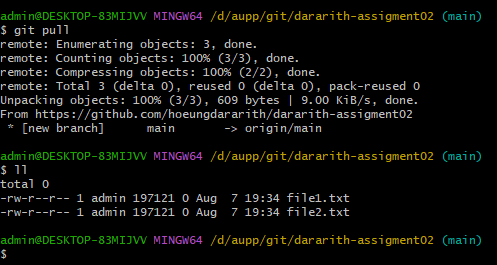 admin@DESKTOP-83MIJVV MINGW64 /d/aupp/git/dararith-assigment02 (main)
$ git pull
remote: Enumerating objects: 3, done.
remote: Counting objects: 100% (3/3), done.
remote: Compressing objects: 100% (2/2), done.
remote: Total 3 (delta 0), reused 0 (delta 0), pack-reused 0
Unpacking objects: 100% (3/3), 609 bytes | 9.00 KiB/s, done.
From https://github.com/hoeungdararith/dararith-assigment02
 * [new branch]      main       -> origin/main

admin@DESKTOP-83MIJVV MINGW64 /d/aupp/git/dararith-assigment02 (main)
$ ll
total 0
-rw-r--r-- 1 admin 197121 0 Aug  7 19:34 file1.txt
-rw-r--r-- 1 admin 197121 0 Aug  7 19:34 file2.txt

admin@DESKTOP-83MIJVV MINGW64 /d/aupp/git/dararith-assigment02 (main)
$